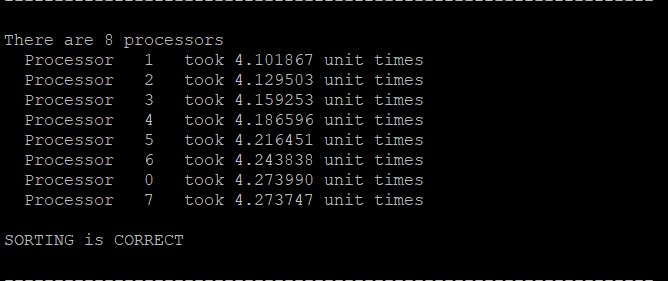 There are 8 processors
Processor 1 took 4.101867 unit times
Processor 2 took 4.129503 unit times
Processor 3 took 4.159253 unit times
Processor 4 took 4.186596 unit times
Processor 5 took 4.216451 unit times
Processor 6 took 4.243838 unit times
Processor 0 took 4.273990 unit times
Processor 7 took 4.273747 unit times
SORTING is CORRECT